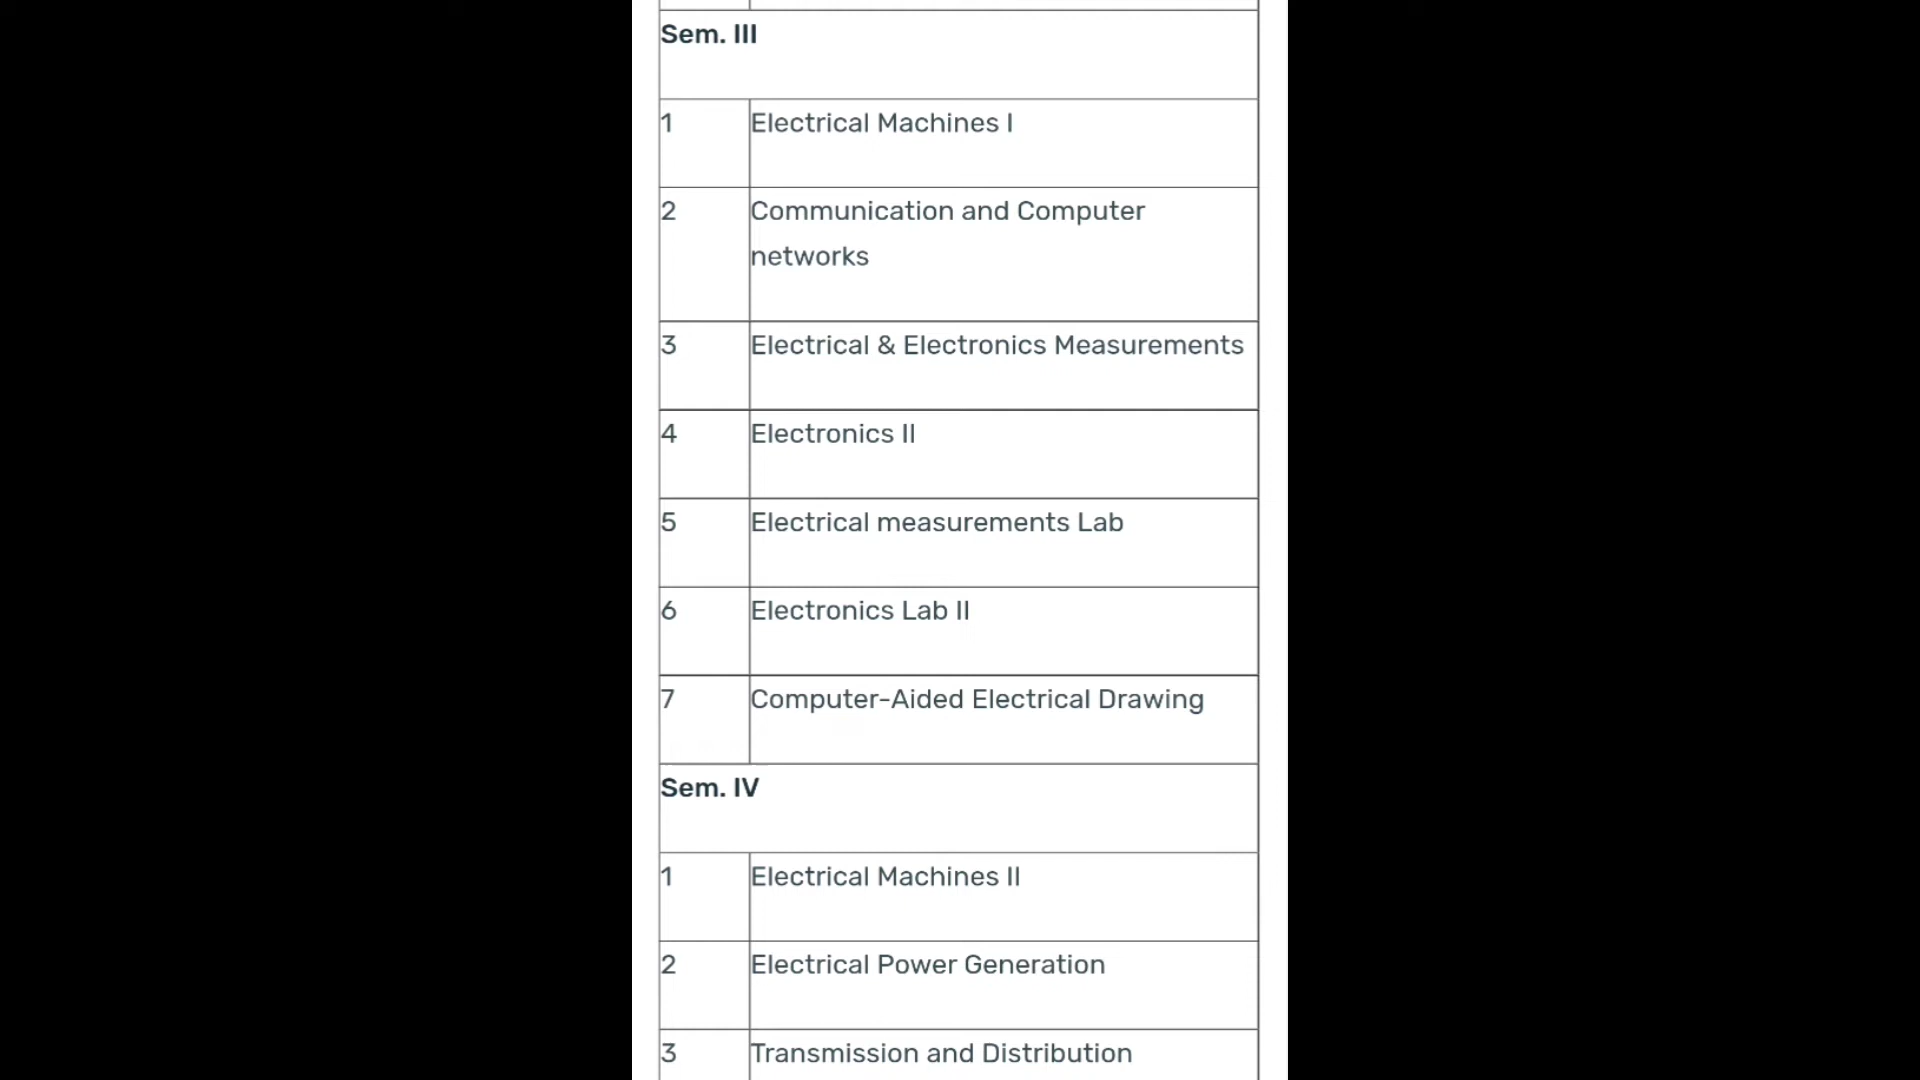 Sem. III
1 Electrical Machines I
2 Communication and Computer
networks
3 Electrical & Electronics Measurements
4 Electronics II
5 Electrical measurements Lab
6 Electronics Lab II
7 Computer-Aided Electrical Drawing
Sem. IV
1 Electrical Machines II
2 Electrical Power Generation
3 Transmission and Distribution